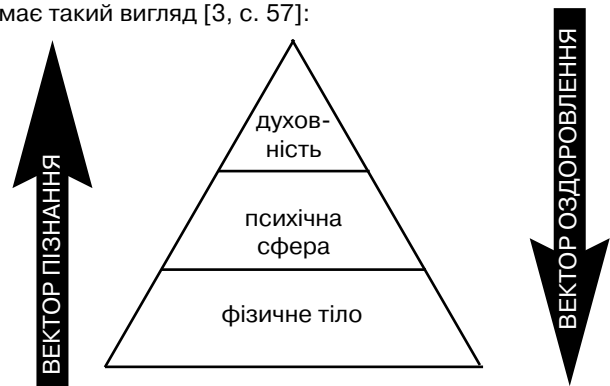 має такий вигляд [3, с. 57]:
ВЕКТОР ПІЗНАННЯ
духов-
ність
психічна
сфера
фізичне тіло
ВЕКТОР ОЗДОРОВЛЕННЯ